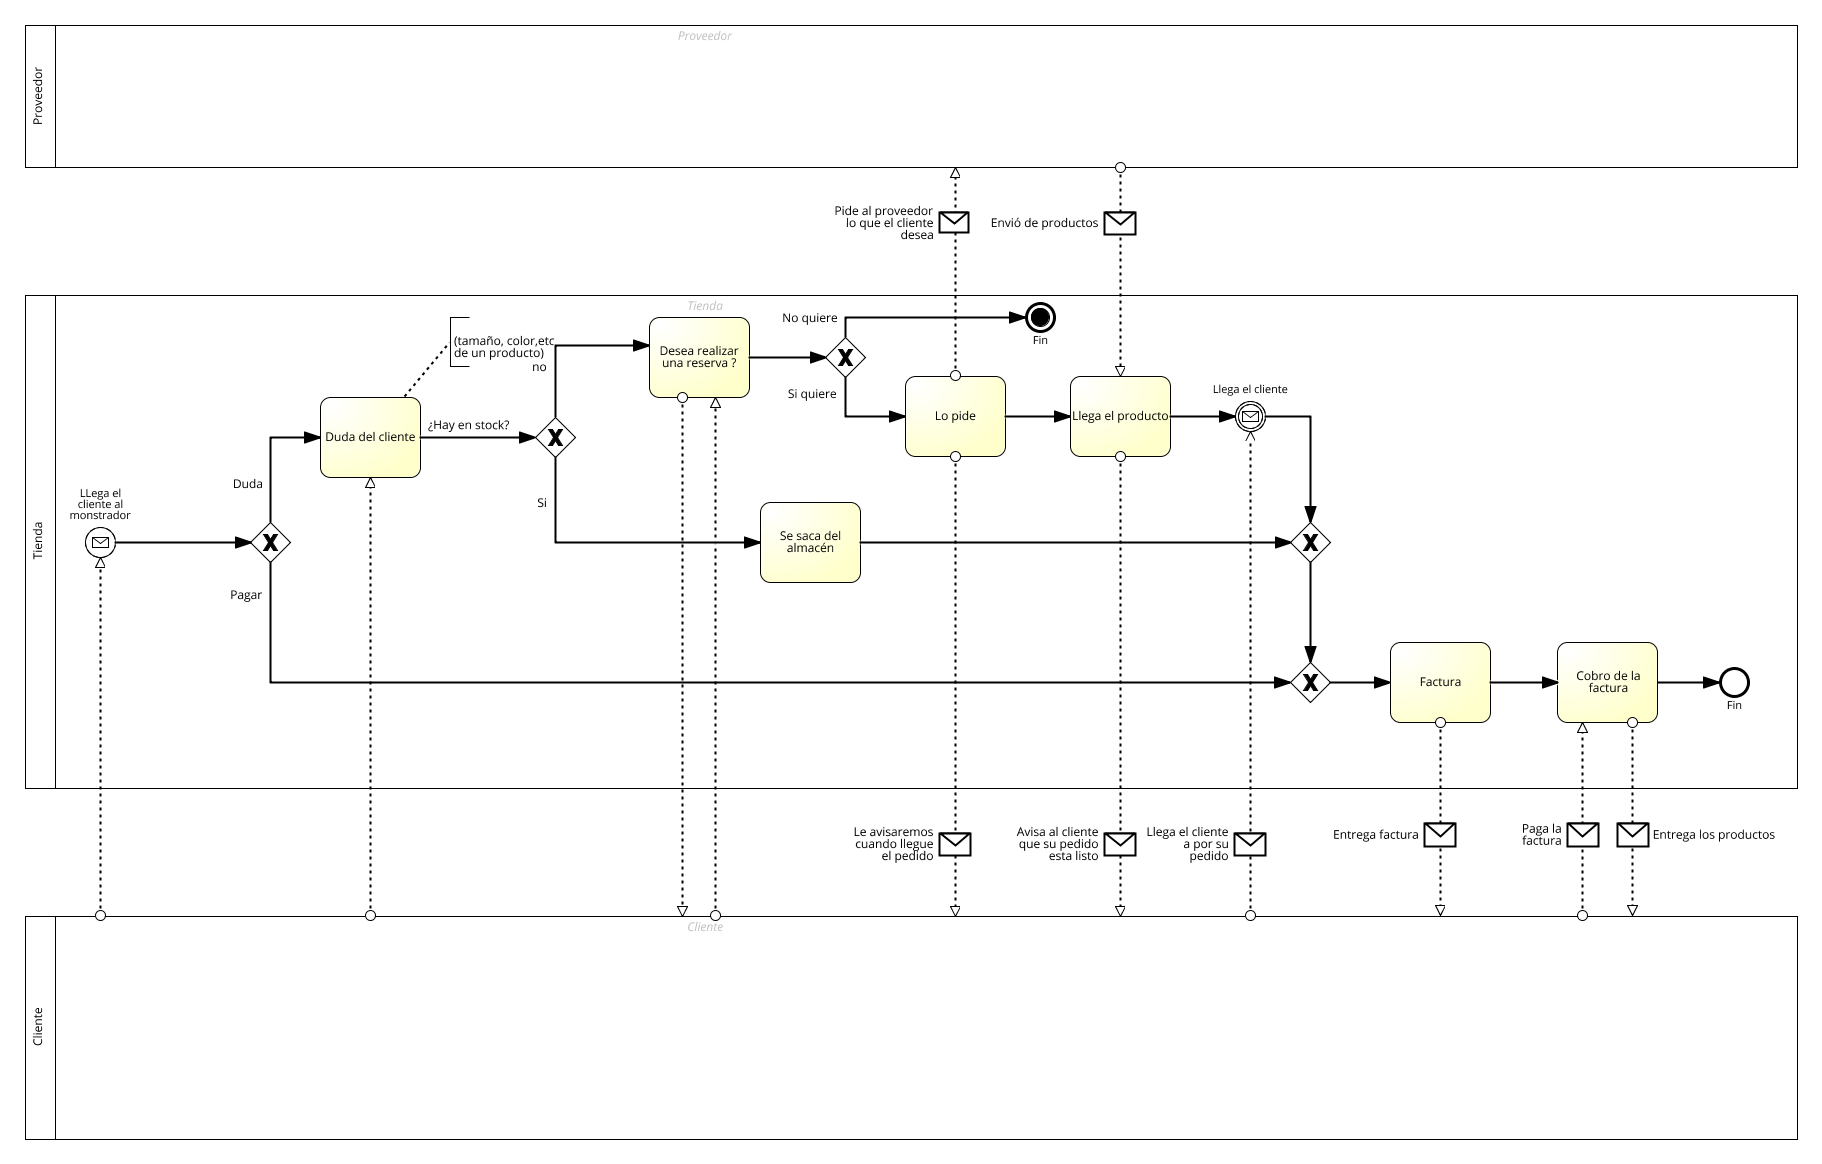 Proveedor
Proveedor
Pide al proveedor
lo que el cliente
desea
Envió de productos
Tienda
Tienda
No quiere
Fin
(tamaño, color,etc
de un producto)
no
Desea realizar
una reserva ?
Si quiere
Llega el cliente
Lo pide
Llega el producto
¿Hay en stock?
Duda del cliente
Duda
LLega el
cliente al
monstrador
Si
Se saca del
almacén
Pagar
Factura
Cobro de la
factura
Fin
Le avisaremos
cuando llegue
el pedido
Avisa al cliente
que su pedido
esta listo
Llega el cliente
a por su
pedido
Entrega factura
Paga la
factura
Entrega los productos
Cliente
Cliente